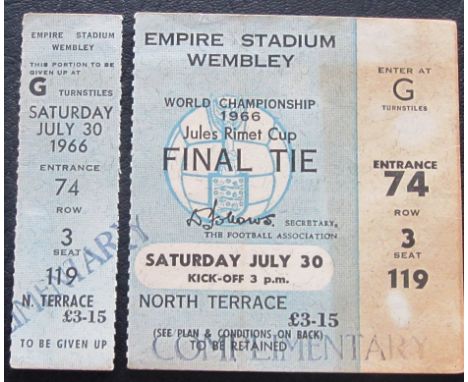 EMPIRE STADIUM
WEMBLEY
THIS PORTION TO BE
GIVEN UP AT
G TURNSTILES
SATURDAY
JULY 30
1966
ENTRANCE
74
ROW
3
SEAT
119
N. TERRACE
£3-15
TO BE GIVEN UP
EMPIRE STADIUM
WEMBLEY
WORLD CHAMPIONSHIP
1966
Jules Rimet Cup
FINAL TIE
SECRETARY,
THE FOOTBALL ASSOCIATION
SATURDAY JULY 30
KICK-OFF 3 p.m.
NORTH TERRACE
£3-15
(SEE PLAN & CONDITIONS ON BACK)
TO BE RETAINED
COMPLIMENTARY
ENTER AT
G
TURNSTILES
ENTRANCE
74
ROW
3
SEAT
119